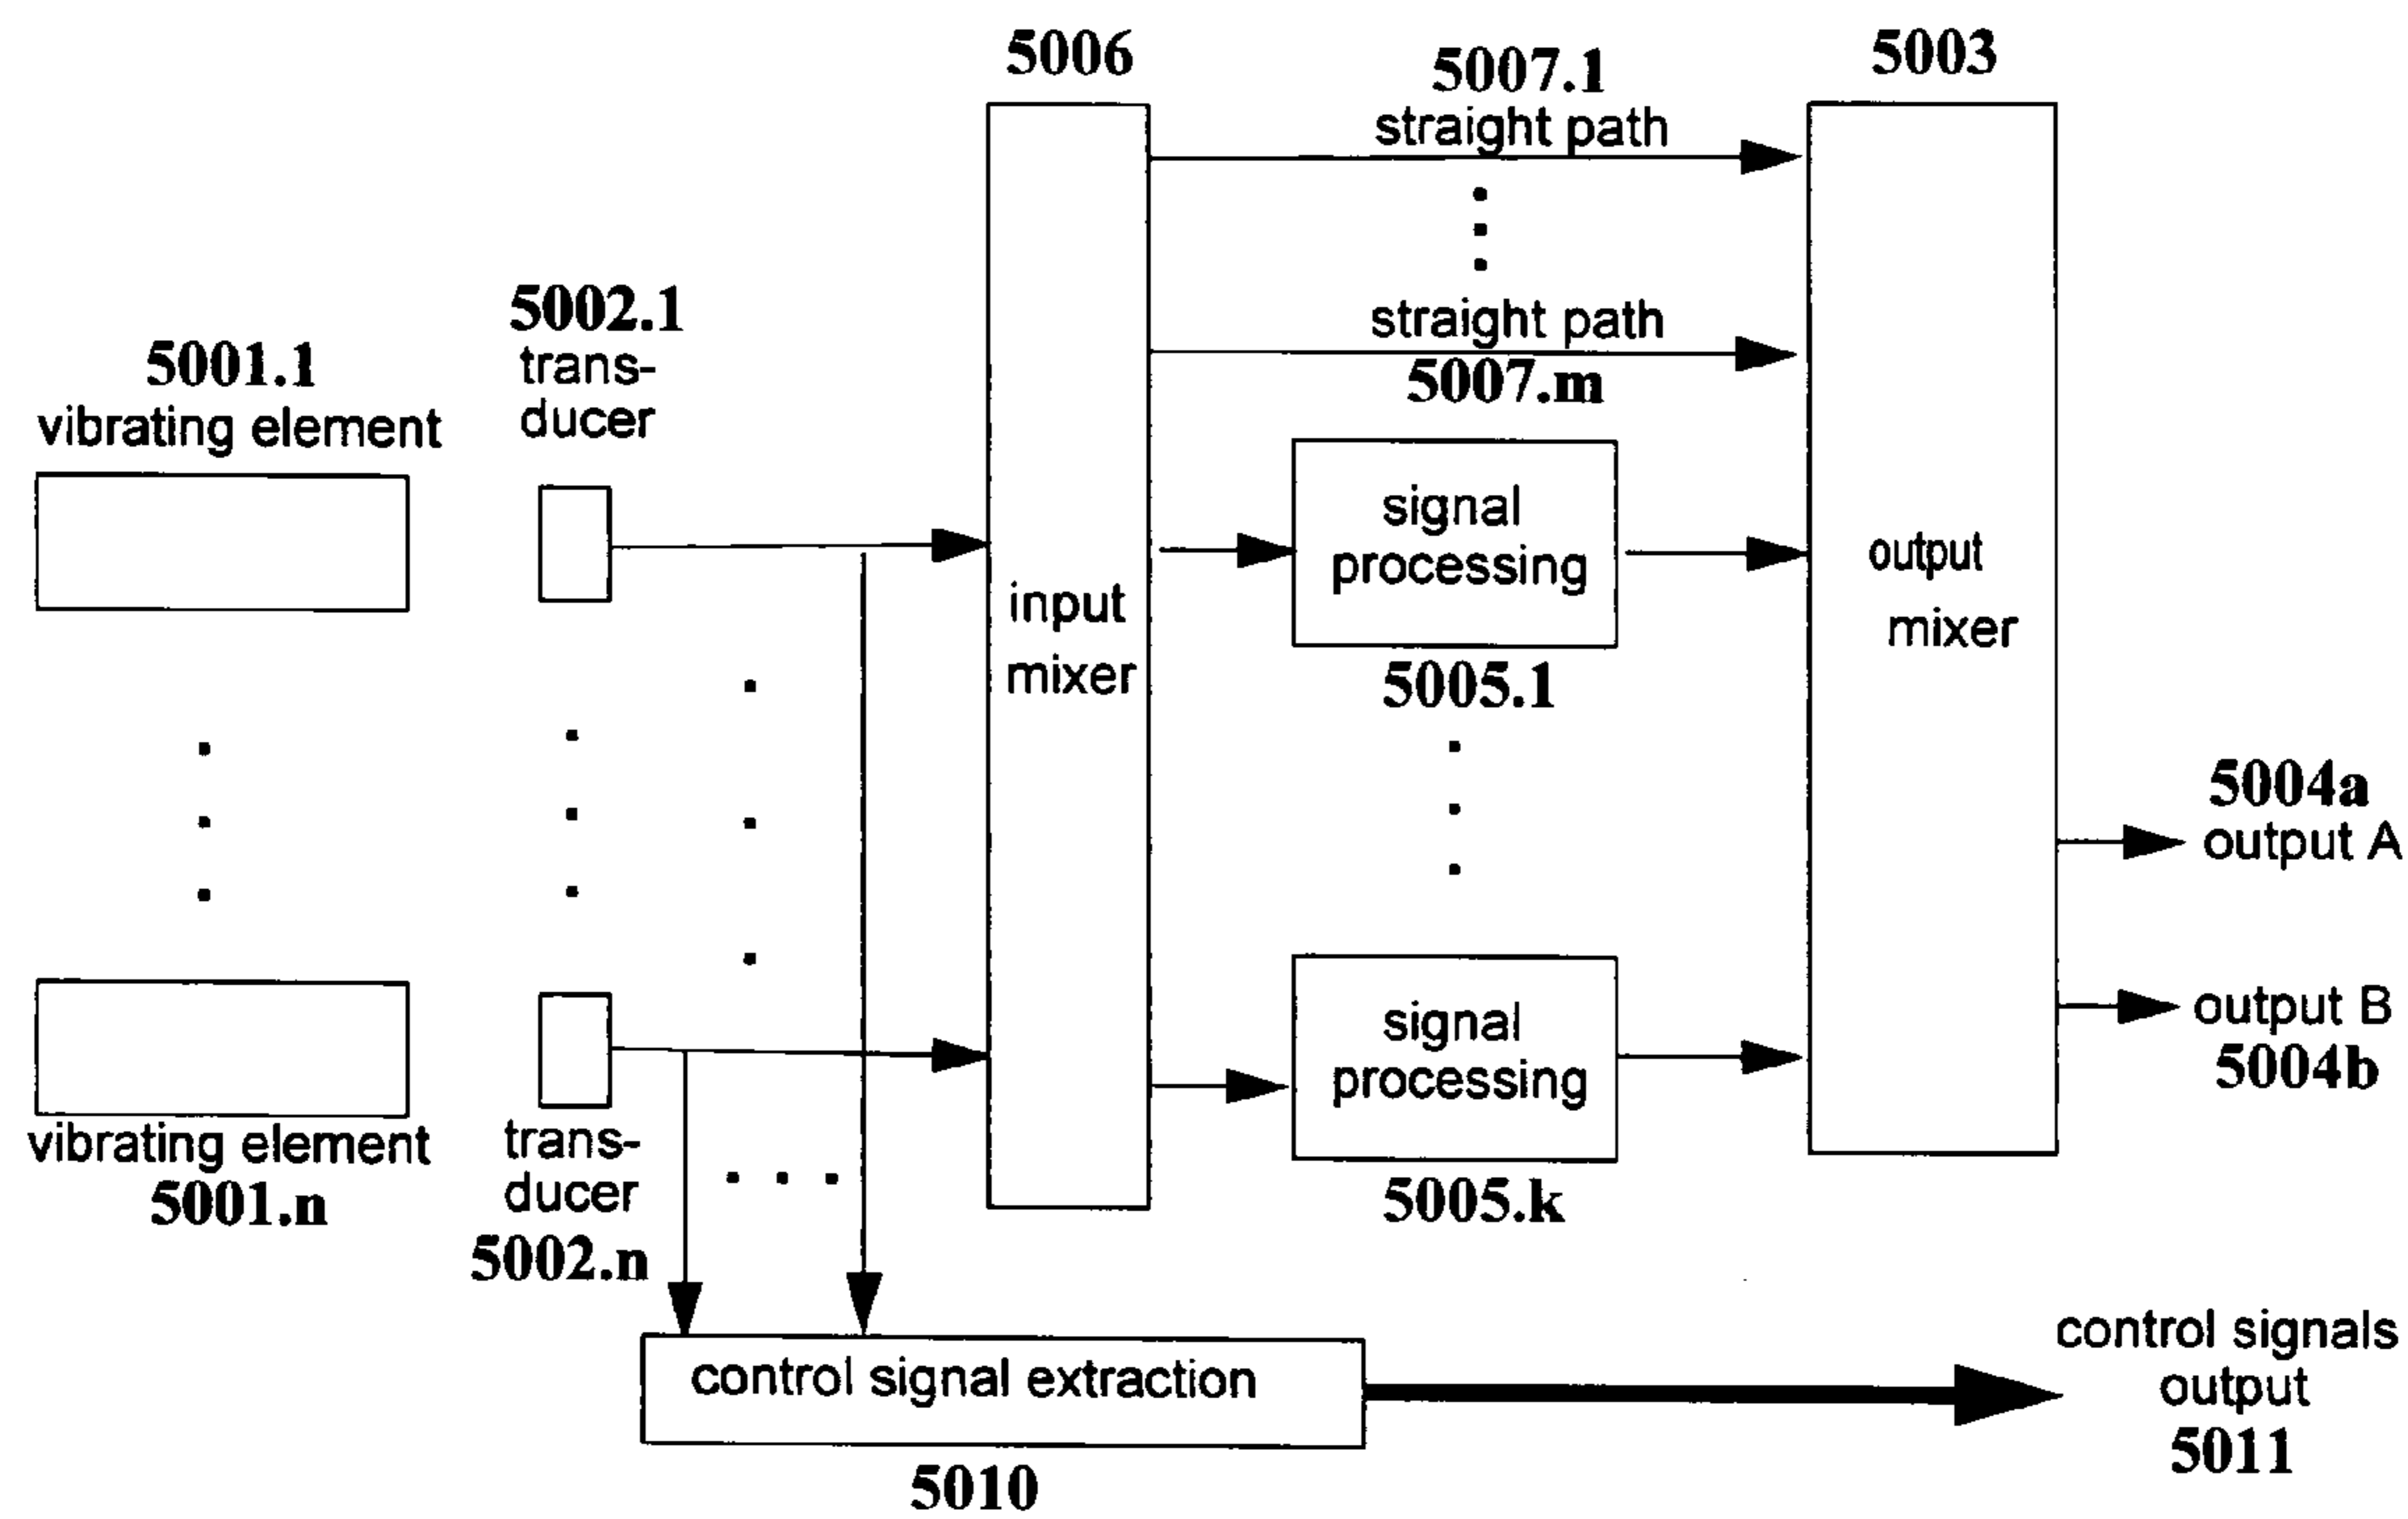 5006
5007.1
5003
straight path
straight path
5007.m
5002.1
trans-
ducer
5001.1
vibrating element
signal
processing
5005.1
input
mixer
output
mixer
5004a
output A
output B
5004b
vibrating element
5001.n
trans-
ducer
5002.n
signal
processing
5005.k
control signal extraction
5010
control signals
output
5011